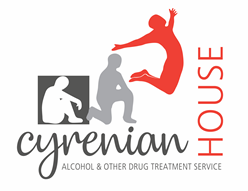 cyrenian
HOUSE
ALCOHOL & OTHER DRUG TREATMENT SERVICE